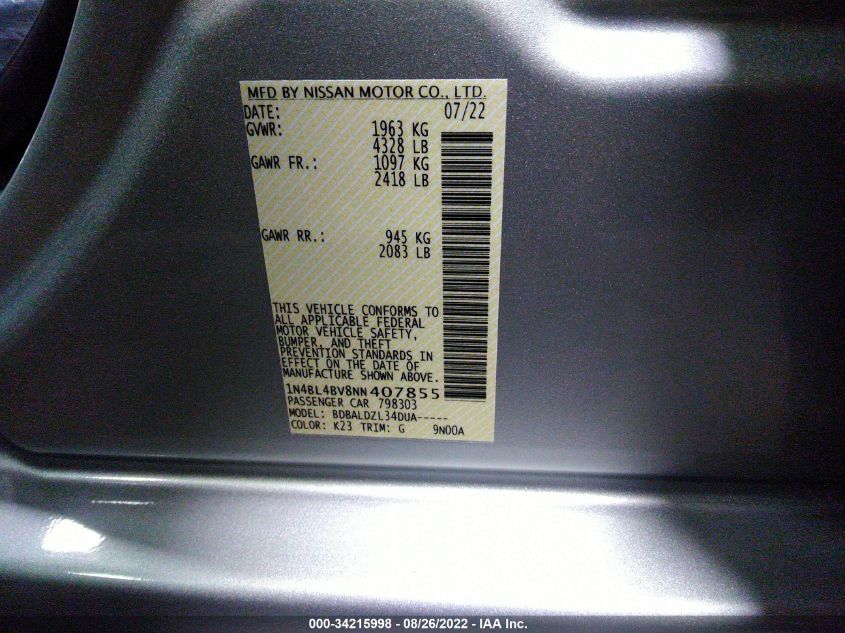 MFD BY NISSAN MOTOR CO., LTD.
DATE: 07/22
GVWR: 1963 KG
4328 LB
GAWR FR.: 1097 KG
2418 LB
GAWR RR.: 945 KG
2083 LB
THIS VEHICLE CONFORMS TO
ALL APPLICABLE FEDERAL
MOTOR VEHICLE SAFETY,
BUMPER, AND THEFT
PREVENTION STANDARDS IN
EFFECT ON THE DATE OF
MANUFACTURE SHOWN ABOVE.
1N4BL4BV8NN407855
PASSENGER CAR 798303
MODEL: BDBALDZL34DUA-----
COLOR: K23 TRIM: G 9N00A
000-34215998 - 08/26/2022 - IAA Inc.